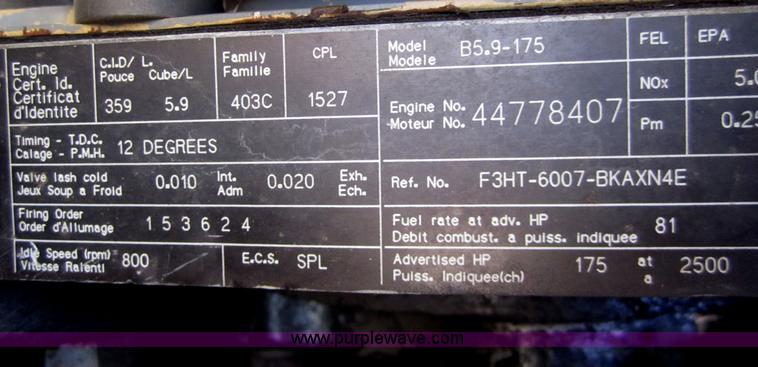 Engine
Cert. Id.
Certificat
d'Identite
C.I.D/ L.
Pouce Cube/L
359 5.9
Family
Famille
403C
CPL
1527
Model
Modele
B5.9-175
Engine No.
Moteur No.
44778407
FEL EPA
NOx 5.0
Pm 0.25
Timing - T.D.C.
Calage - P.M.H.
12 DEGREES
Valve lash cold
Jeux Soup a Froid
0.010
Int.
Adm
0.020
Exh.
Ech.
Ref. No. F3HT-6007-BKAXN4E
Firing Order
Order d'Allumage
1 5 3 6 2 4
Fuel rate at adv. HP
Debit combust. a puiss. indiquee
81
Idle Speed (rpm)
Vitesse Ralenti
800
E.C.S. SPL
Advertised HP
Puiss. Indiquee(ch)
175
at
a
2500
www.purplewave.com